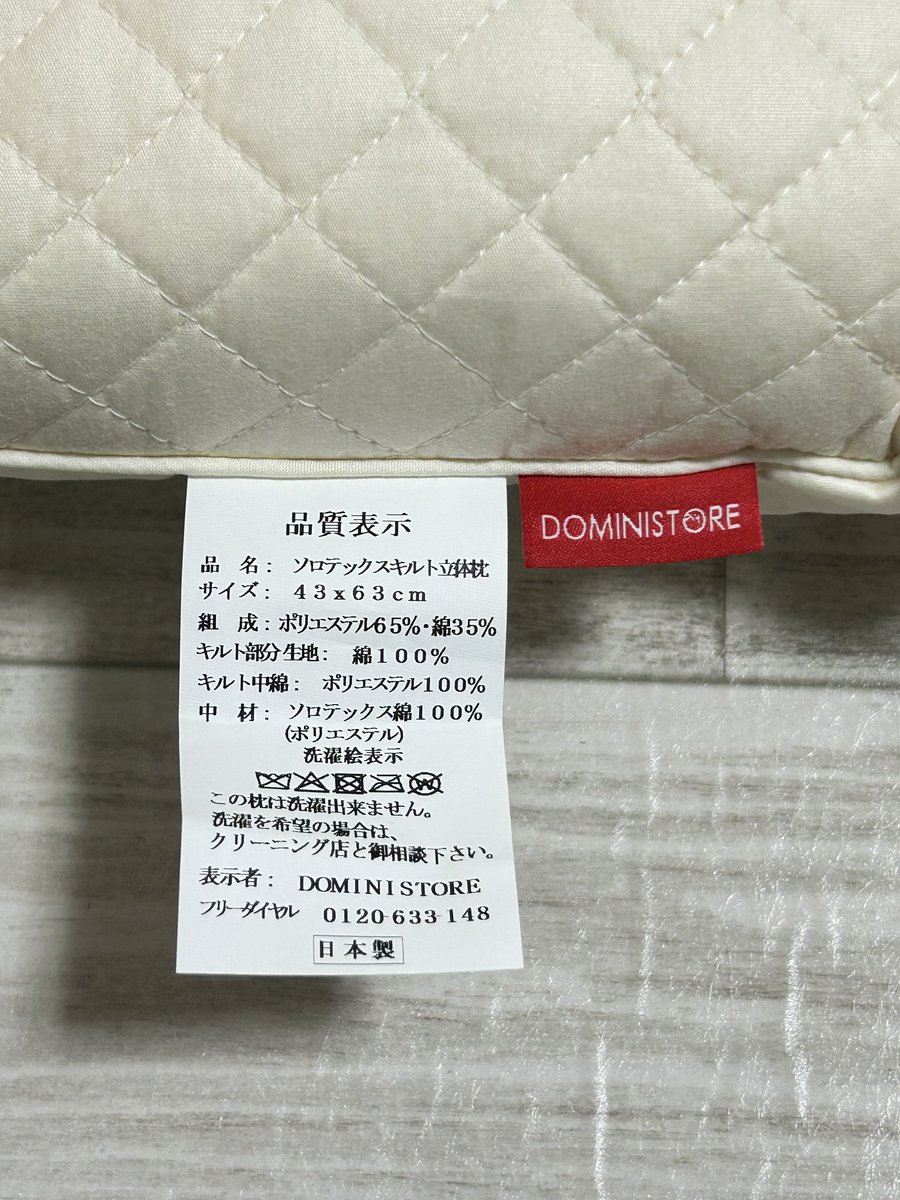 品質表示
品 名： ソロテックスキルト立体枕
サイズ： 43x63cm
組 成：ポリエステル65%・綿35%
キルト部分生地： 綿100%
キルト中綿： ポリエステル100%
中 材： ソロテックス綿100%
(ポリエステル)
洗濯絵表示
W
この枕は洗濯出来ません。
洗濯を希望の場合は、
クリーニング店と御相談下さい。
表示者： DOMINISTORE
フリーダイヤル 0120-633-148
日本製
DOMINISTORE